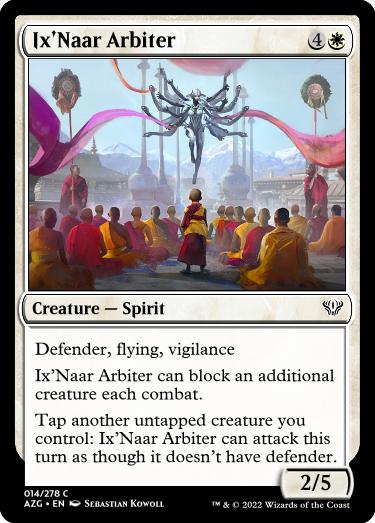 Ix'Naar Arbiter 4
Creature — Spirit
Defender, flying, vigilance
Ix'Naar Arbiter can block an additional
creature each combat.
Tap another untapped creature you
control: Ix'Naar Arbiter can attack this
turn as though it doesn't have defender.
2/5
014/278 C
AZG • EN Sebastian Kowoll
™ & © 2022 Wizards of the Coast